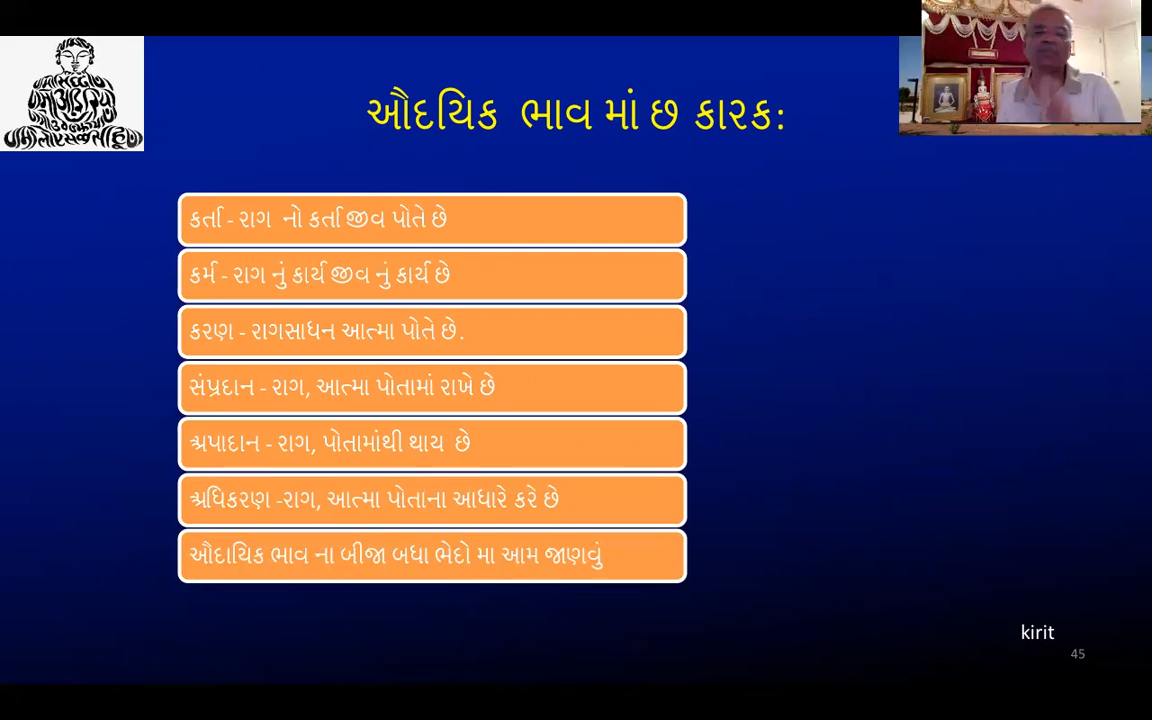 ઔદયિક ભાવ માં છ કારક:
કર્તા - રાગ નો કર્તા જીવ પોતે છે
કર્મ - રાગ નું કાર્ય જીવ નું કાર્ય છે
કરણ - રાગસાધન આત્મા પોતે છે.
સંપ્રદાન - રાગ, આત્મા પોતામાં રાખે છે
અપાદાન - રાગ, પોતામાંથી થાય છે
અધિકરણ -રાગ, આત્મા પોતાના આધારે કરે છે
ઔદાયિક ભાવ ના બીજા બધા ભેદો મા આમ જાણવું
kirit
45